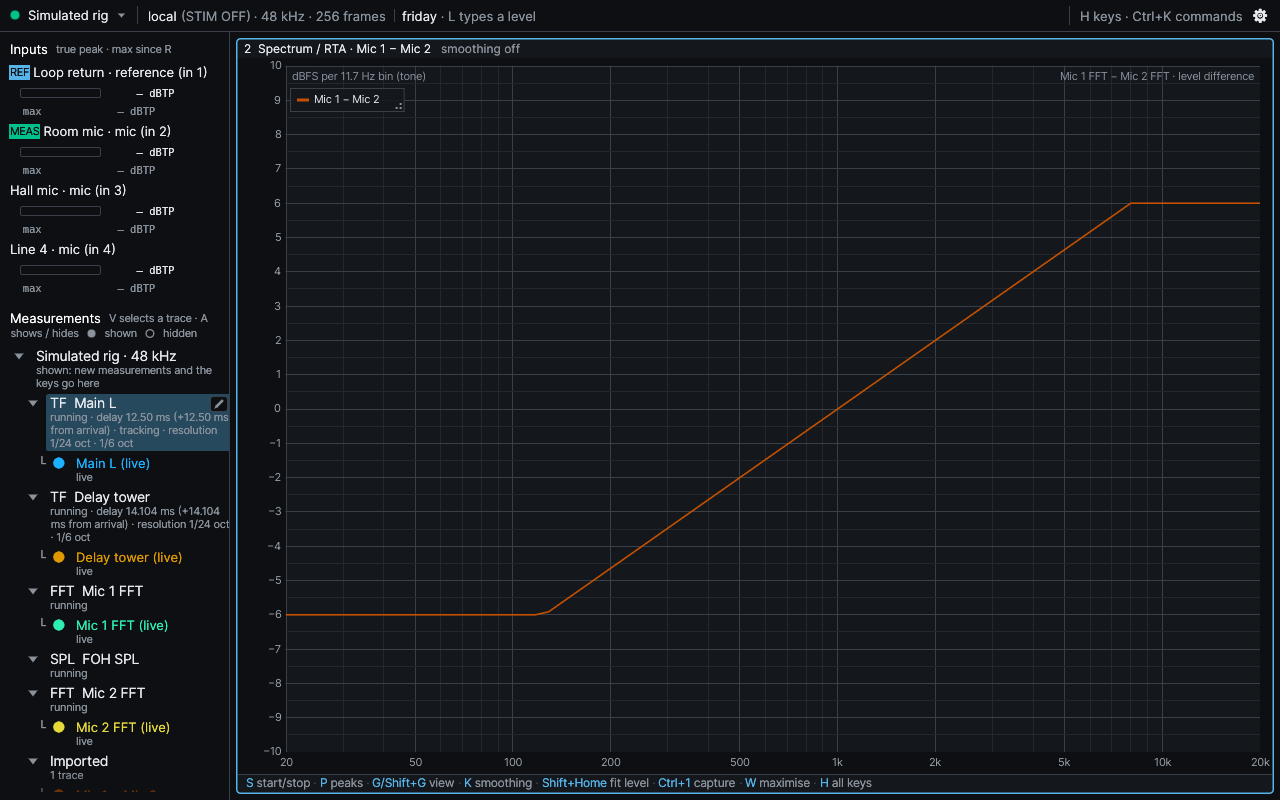 Simulated rig
local (STIM OFF) · 48 kHz · 256 frames
friday · L types a level
H keys · Ctrl+K commands
Inputs true peak · max since R
REF Loop return · reference (in 1)
– dBTP
max – dBTP
MEAS Room mic · mic (in 2)
– dBTP
max – dBTP
Hall mic · mic (in 3)
– dBTP
max – dBTP
Line 4 · mic (in 4)
– dBTP
max – dBTP
Measurements V selects a trace · A
shows / hides shown hidden
Simulated rig · 48 kHz
shown: new measurements and the
keys go here
TF Main L
running · delay 12.50 ms (+12.50 ms
from arrival) · tracking · resolution
1/24 oct · 1/6 oct
Main L (live)
live
TF Delay tower
running · delay 14.104 ms (+14.104
ms from arrival) · resolution 1/24 oct
· 1/6 oct
Delay tower (live)
live
FFT Mic 1 FFT
running
Mic 1 FFT (live)
live
SPL FOH SPL
running
FFT Mic 2 FFT
running
Mic 2 FFT (live)
live
Imported
1 trace
2 Spectrum / RTA · Mic 1 − Mic 2 smoothing off
dBFS per 11.7 Hz bin (tone)
Mic 1 FFT − Mic 2 FFT · level difference
Mic 1 − Mic 2
10
9
8
7
6
5
4
3
2
1
0
−1
−2
−3
−4
−5
−6
−7
−8
−9
−10
20 50 100 200 500 1k 2k 5k 10k 20k
S start/stop · P peaks · G/Shift+G view · K smoothing · Shift+Home fit level · Ctrl+1 capture · W maximise · H all keys